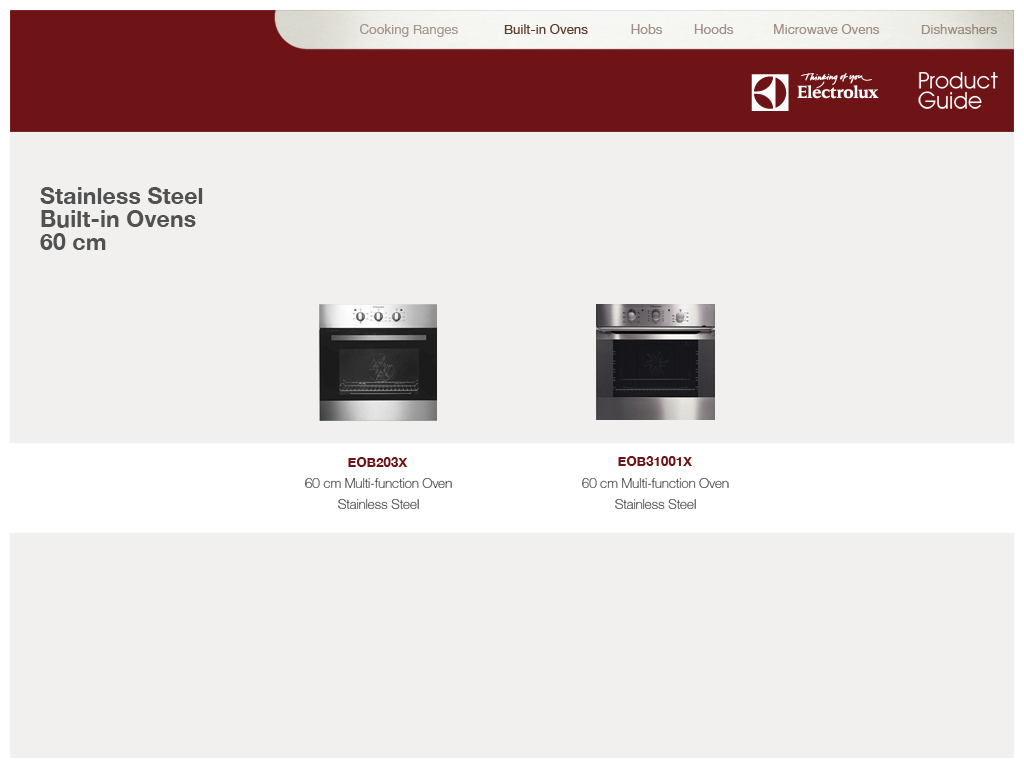 Cooking Ranges Built-in Ovens Hobs Hoods Microwave Ovens Dishwashers
Thinking of you
Electrolux
Product
Guide
Stainless Steel
Built-in Ovens
60 cm
EOB203X
60 cm Multi-function Oven
Stainless Steel
EOB31001X
60 cm Multi-function Oven
Stainless Steel